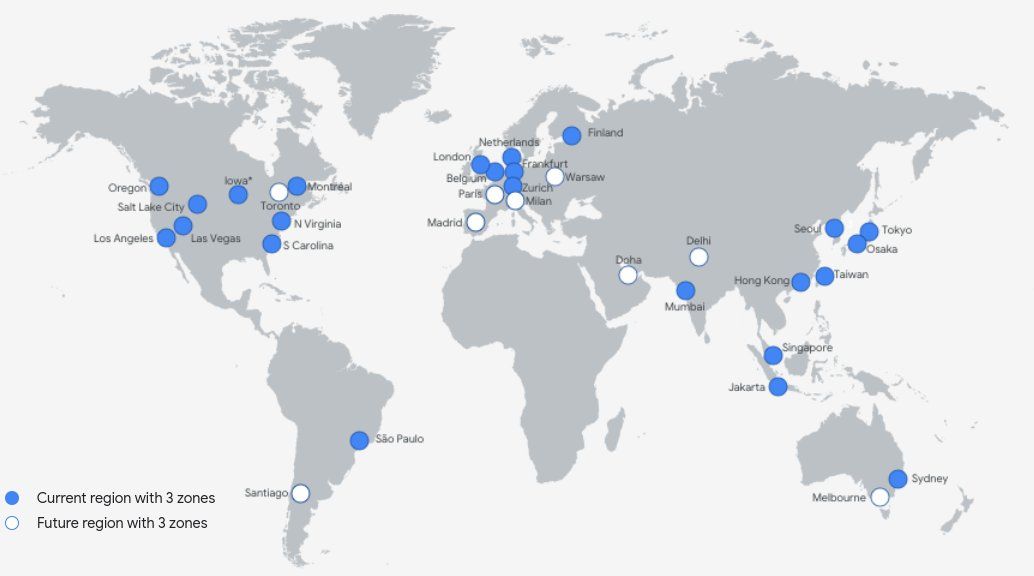 Finland
Netherlands
London
Frankfurt
Belgium
Warsaw
Zurich
Paris
Milan
Madrid
Oregon
Iowa*
Montréal
Salt Lake City
Toronto
N Virginia
Los Angeles
Las Vegas
S Carolina
Delhi
Doha
Mumbai
Seoul
Tokyo
Osaka
Hong Kong
Taiwan
Singapore
Jakarta
São Paulo
Santiago
Sydney
Melbourne
Current region with 3 zones
Future region with 3 zones